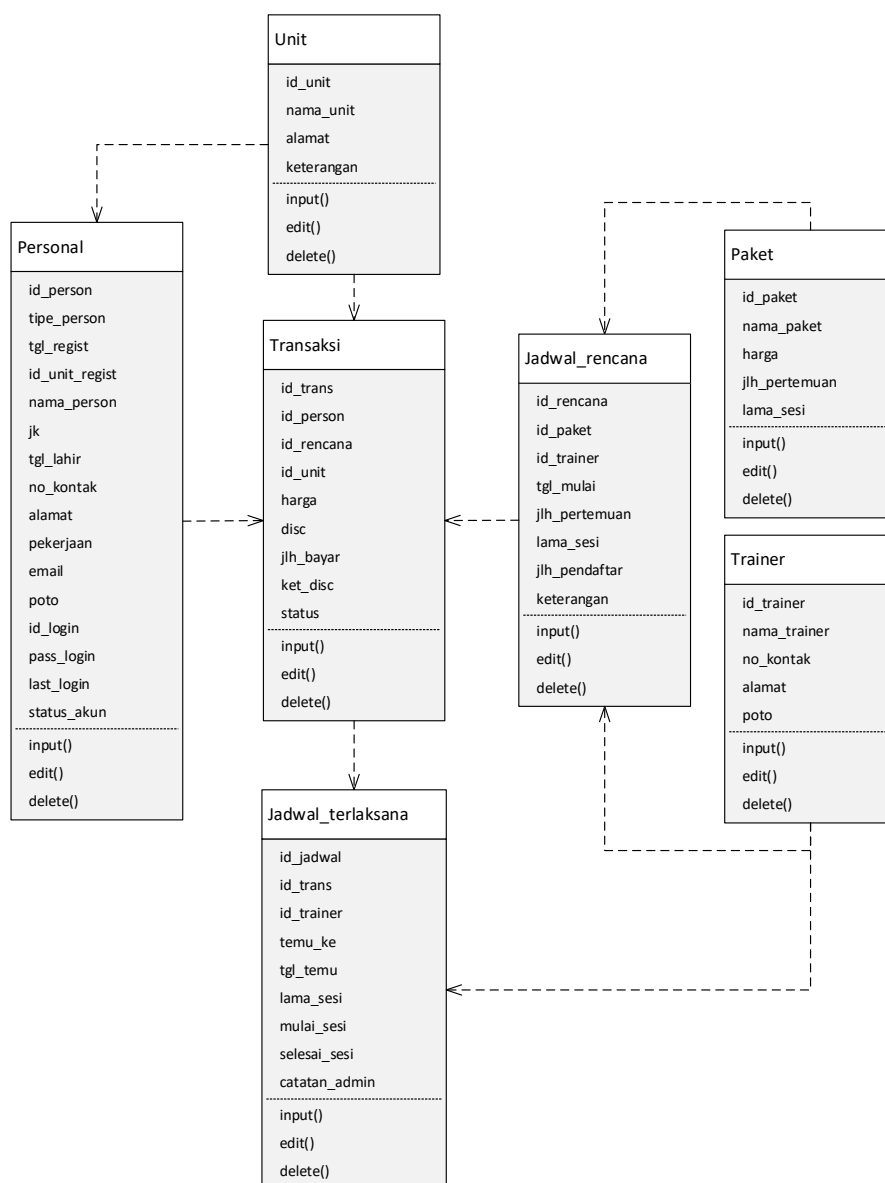 Unit
id_unit
nama_unit
alamat
keterangan
input()
edit()
delete()
Personal
id_person
tipe_person
tgl_regist
id_unit_regist
nama_person
jk
tgl_lahir
no_kontak
alamat
pekerjaan
email
poto
id_login
pass_login
last_login
status_akun
input()
edit()
delete()
Transaksi
id_trans
id_person
id_rencana
id_unit
harga
disc
jlh_bayar
ket_disc
status
input()
edit()
delete()
Jadwal_rencana
id_rencana
id_paket
id_trainer
tgl_mulai
jlh_pertemuan
lama_sesi
jlh_pendaftar
keterangan
input()
edit()
delete()
Paket
id_paket
nama_paket
harga
jlh_pertemuan
lama_sesi
input()
edit()
delete()
Trainer
id_trainer
nama_trainer
no_kontak
alamat
poto
input()
edit()
delete()
Jadwal_terlaksana
id_jadwal
id_trans
id_trainer
temu_ke
tgl_temu
lama_sesi
mulai_sesi
selesai_sesi
catatan_admin
input()
edit()
delete()